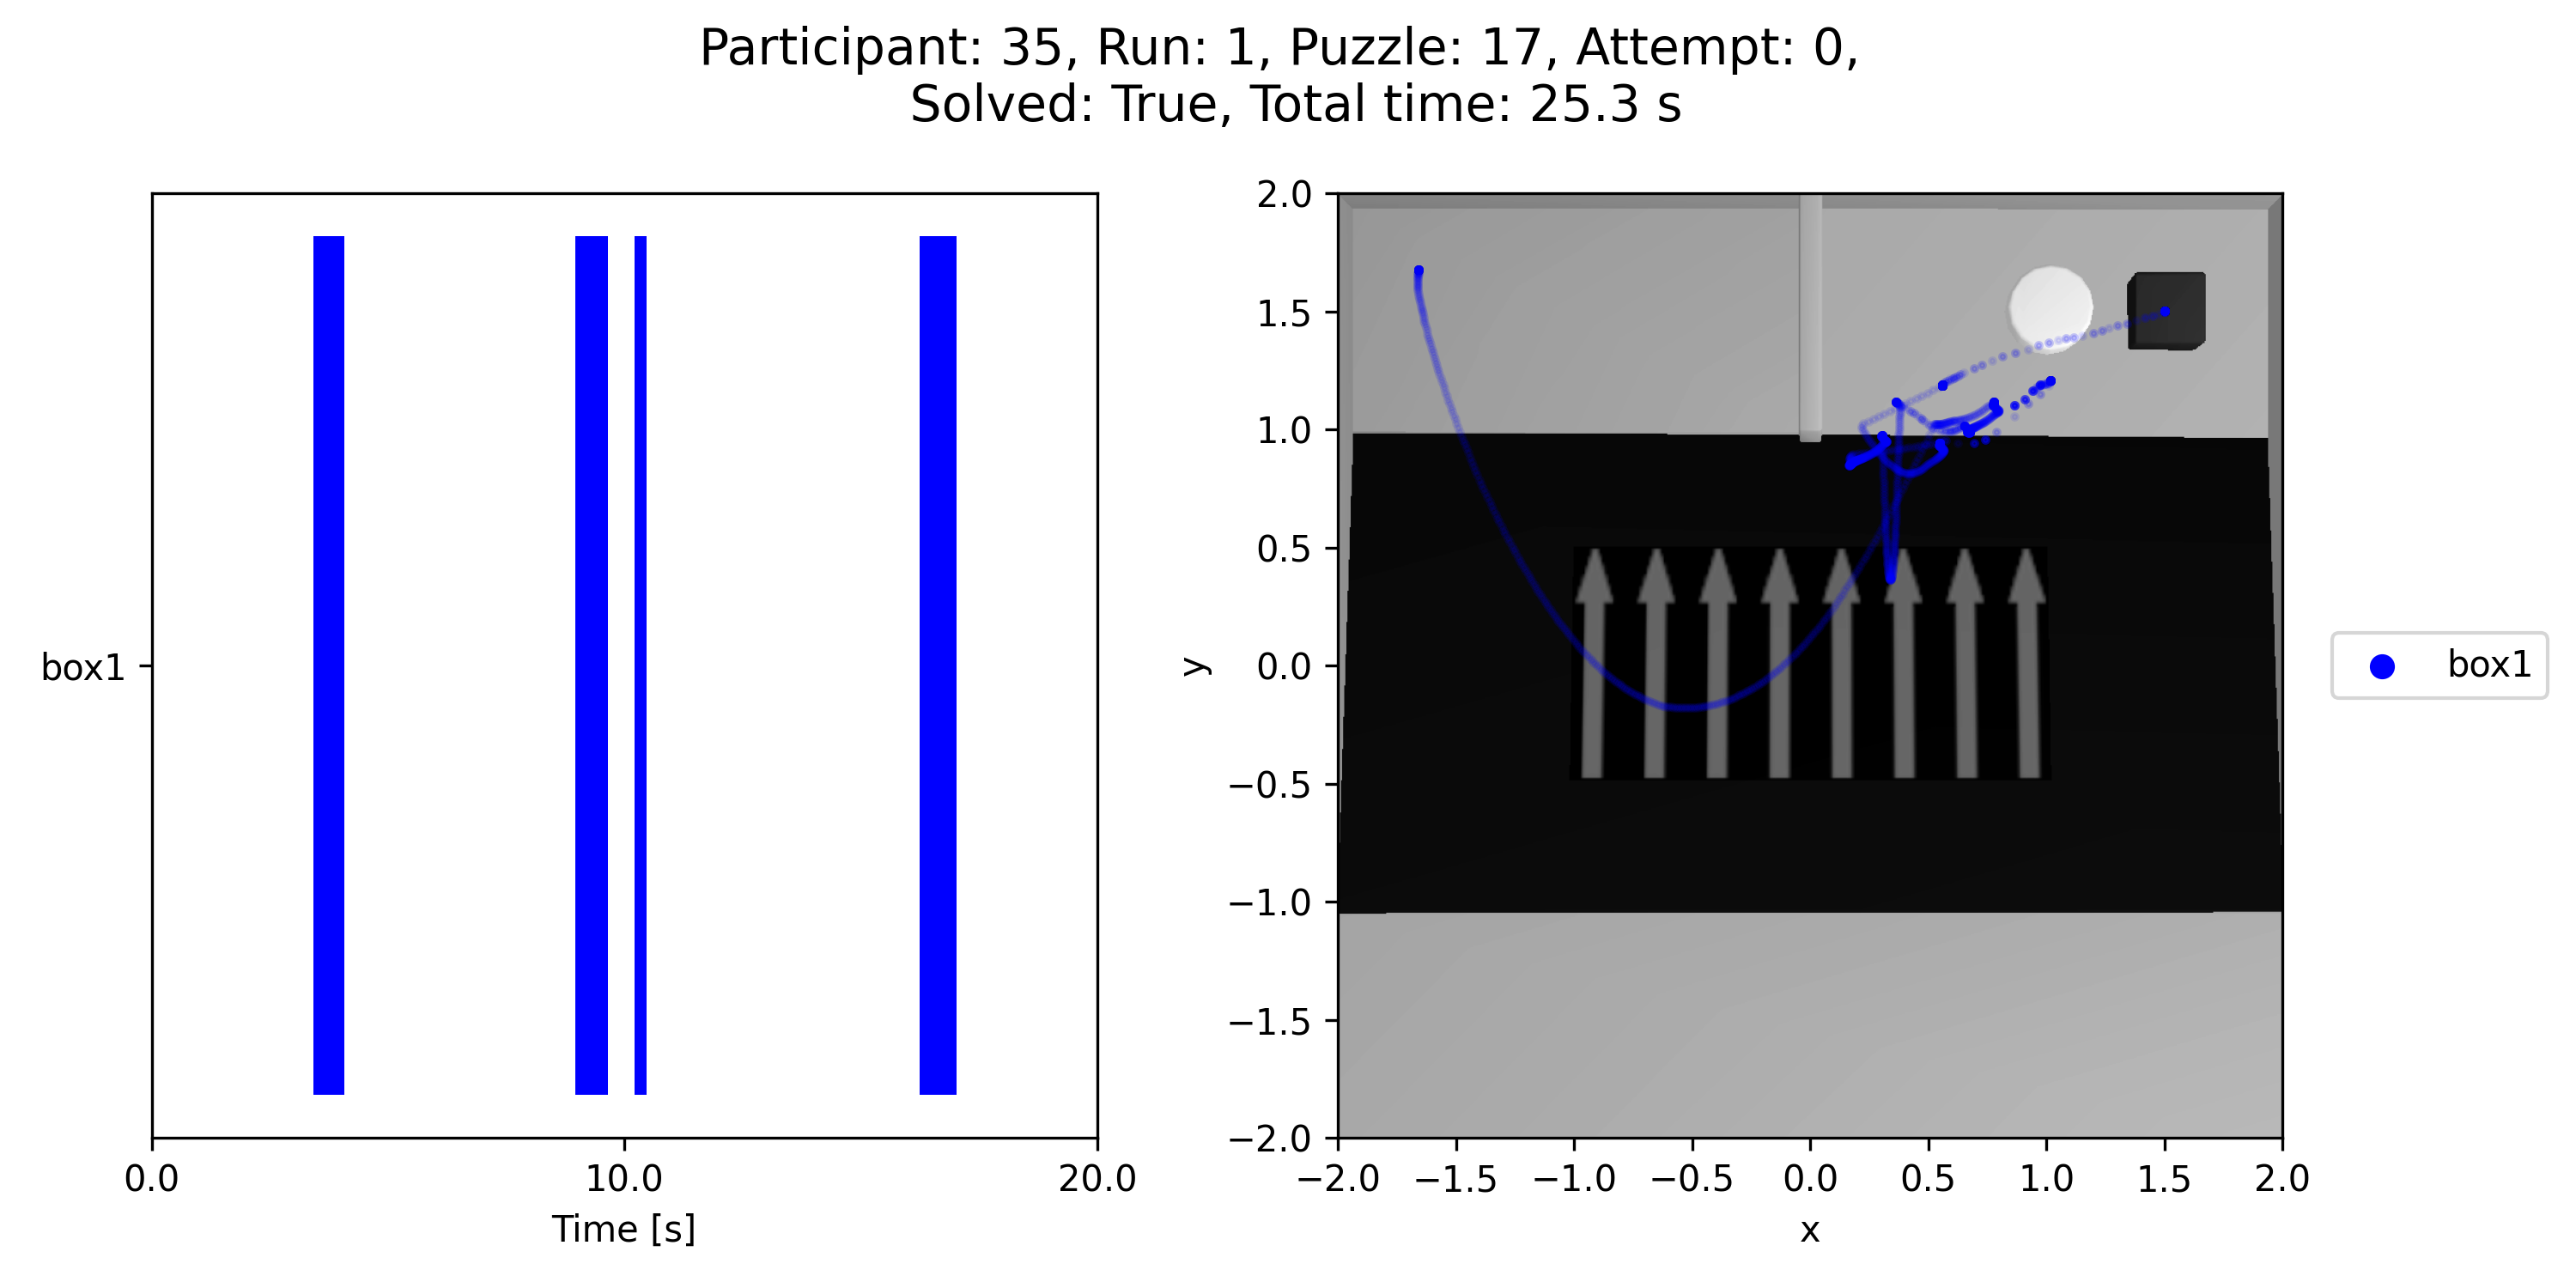 Participant: 35, Run: 1, Puzzle: 17, Attempt: 0,
Solved: True, Total time: 25.3 s
box1
0.0 10.0 20.0
Time [s]
2.0
1.5
1.0
0.5
0.0
−0.5
−1.0
−1.5
−2.0
y
−2.0 −1.5 −1.0 −0.5 0.0 0.5 1.0 1.5 2.0
x
box1